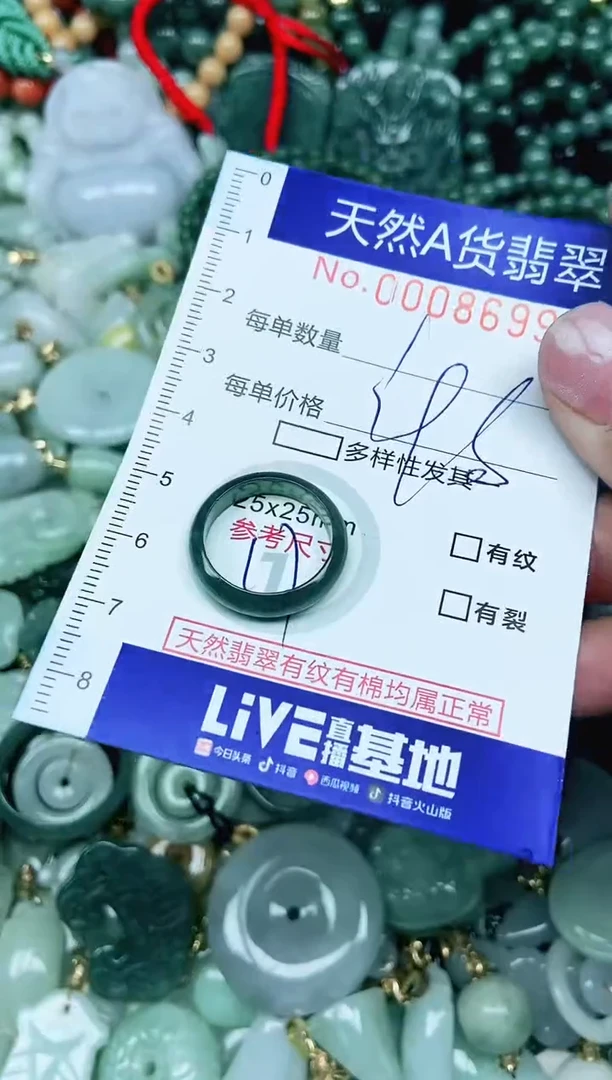 0
天然A货翡翠
1
No.0008699
2
每单数量
3
每单价格
4
多样性发其
5
25x25mm
参考尺寸
6
有纹
有裂
7
天然翡翠有纹有棉均属正常
8
LiVE直播基地
今日头条 抖音 西瓜视频 抖音火山版